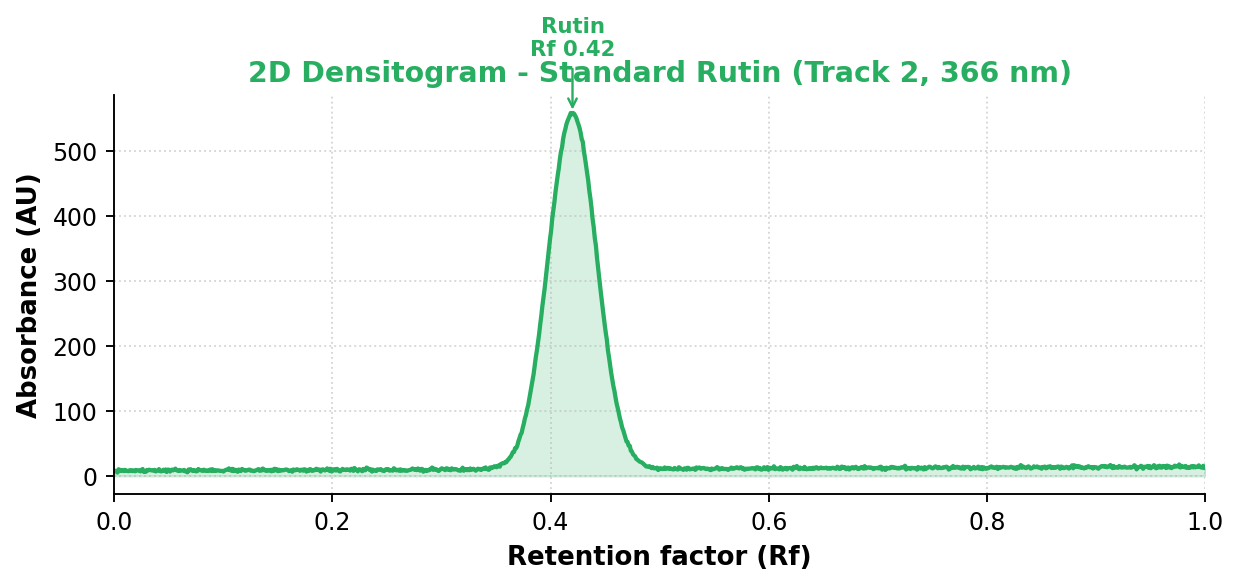 Rutin
Rf 0.42
2D Densitogram - Standard Rutin (Track 2, 366 nm)
Absorbance (AU)
500
400
300
200
100
0
0.0 0.2 0.4 0.6 0.8 1.0
Retention factor (Rf)